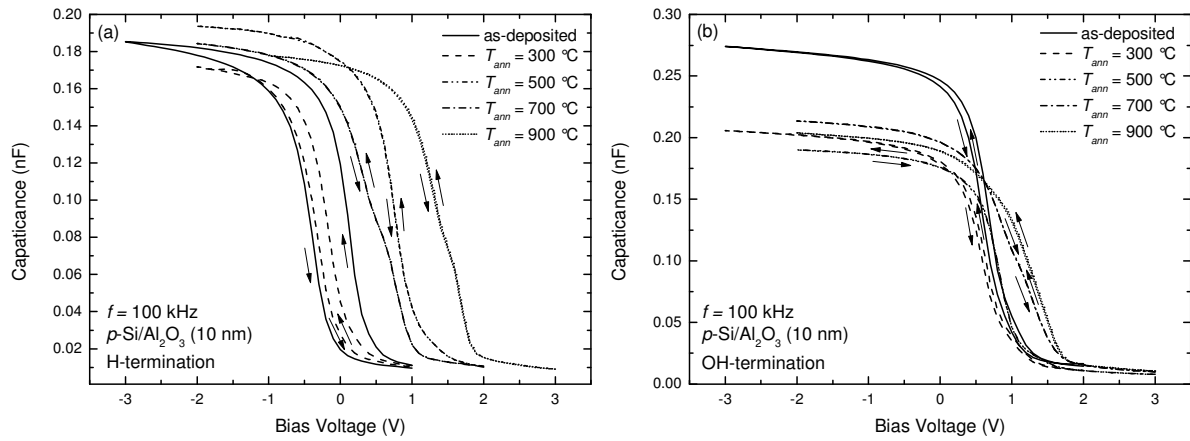 (a)
as-deposited
Tann = 300 °C
Tann = 500 °C
Tann = 700 °C
Tann = 900 °C
0.20
0.18
0.16
0.14
0.12
0.10
0.08
0.06
0.04
0.02
Capaticance (nF)
f = 100 kHz
p-Si/Al2O3 (10 nm)
H-termination
-3
-2
-1
0
1
2
3
Bias Voltage (V)
(b)
as-deposited
Tann = 300 °C
Tann = 500 °C
Tann = 700 °C
Tann = 900 °C
0.30
0.25
0.20
0.15
0.10
0.05
0.00
Capaticance (nF)
f = 100 kHz
p-Si/Al2O3 (10 nm)
OH-termination
-3
-2
-1
0
1
2
3
Bias Voltage (V)